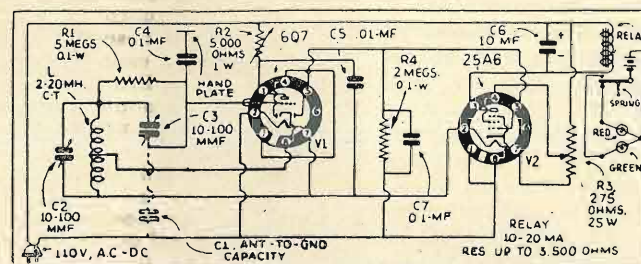 R1
5 MEGS.
0.1-W
C4
0.1-MF
R2
5,000
OHMS
1 W
6Q7
C5 .01-MF
C6
10 MF
+
RELAY
L
2-20MH.
C-T
HAND
PLATE
R4
2 MEGS.
0.1-W
25A6
SPRING
C3
10-100
MMF
V1
V2
RED
GREEN
C2
10-100
MMF
C7
0.1-MF
R3,
275
OHMS,
25 W
110V, A.C.-DC
C1, ANT-TO-GND
CAPACITY
RELAY
10-20 MA
RES UP TO 3,500 OHMS